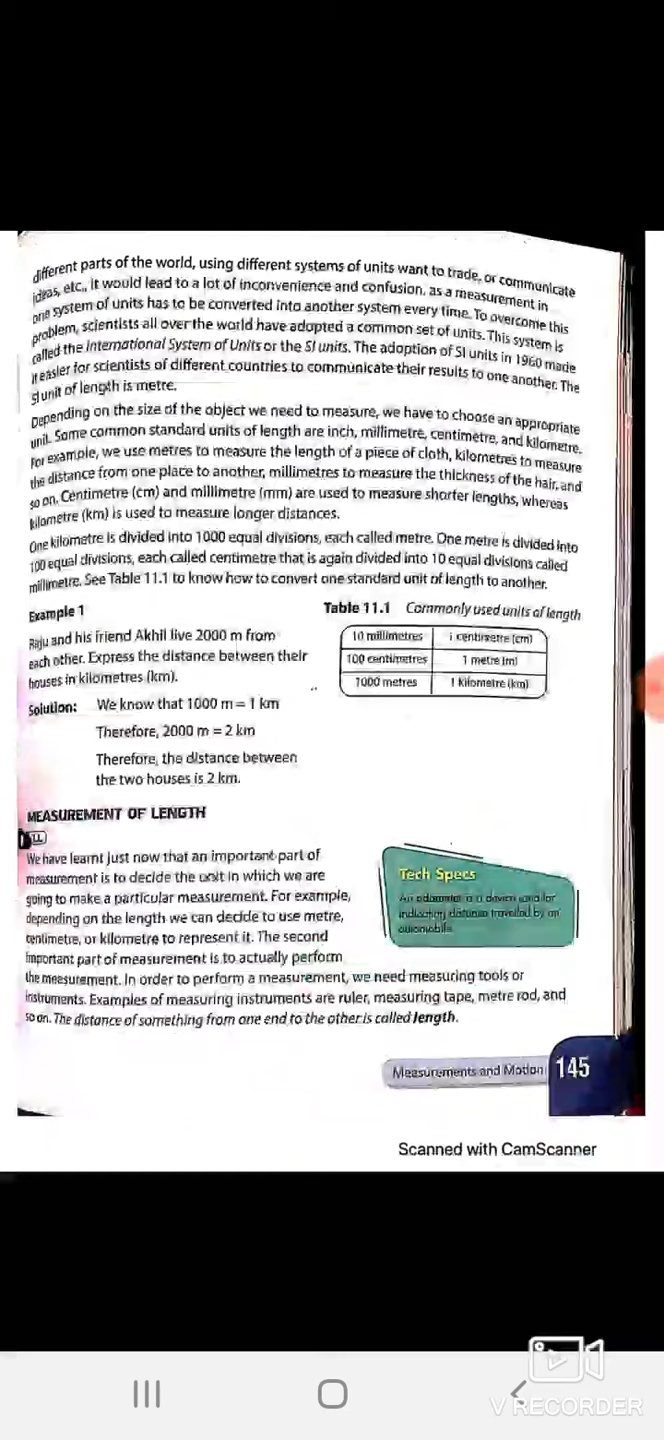 different parts of the world, using different systems of units want to trade, or communicate
ideas, etc., it would lead to a lot of inconvenience and confusion, as a measurement in
one system of units has to be converted into another system every time. To overcome this
problem, scientists all over the world have adopted a common set of units. This system is
called the International System of Units or the SI units. The adoption of SI units in 1960 made
it easier for scientists of different countries to communicate their results to one another. The
SI unit of length is metre.
Depending on the size of the object we need to measure, we have to choose an appropriate
unit. Some common standard units of length are inch, millimetre, centimetre, and kilometre.
For example, we use metres to measure the length of a piece of cloth, kilometres to measure
the distance from one place to another, millimetres to measure the thickness of the hair, and
so on. Centimetre (cm) and millimetre (mm) are used to measure shorter lengths, whereas
kilometre (km) is used to measure longer distances.
One kilometre is divided into 1000 equal divisions, each called metre. One metre is divided into
100 equal divisions, each called centimetre that is again divided into 10 equal divisions called
millimetre. See Table 11.1 to know how to convert one standard unit of length to another.
Example 1
Raju and his friend Akhil live 2000 m from
each other. Express the distance between their
houses in kilometres (km).
Solution: We know that 1000 m = 1 km
Therefore, 2000 m = 2 km
Therefore, the distance between
the two houses is 2 km.
Table 11.1 Commonly used units of length
10 millimetres 1 centimetre (cm)
100 centimetres 1 metre (m)
1000 metres 1 kilometre (km)
MEASUREMENT OF LENGTH
LL
We have learnt just now that an important part of
measurement is to decide the unit in which we are
going to make a particular measurement. For example,
depending on the length we can decide to use metre,
centimetre, or kilometre to represent it. The second
important part of measurement is to actually perform
the measurement. In order to perform a measurement, we need measuring tools or
instruments. Examples of measuring instruments are ruler, measuring tape, metre rod, and
so on. The distance of something from one end to the other is called length.
Tech Specs
An odometer is a device used for
indicating distance travelled by an
automobile.
Measurements and Motion 145
Scanned with CamScanner
V RECORDER